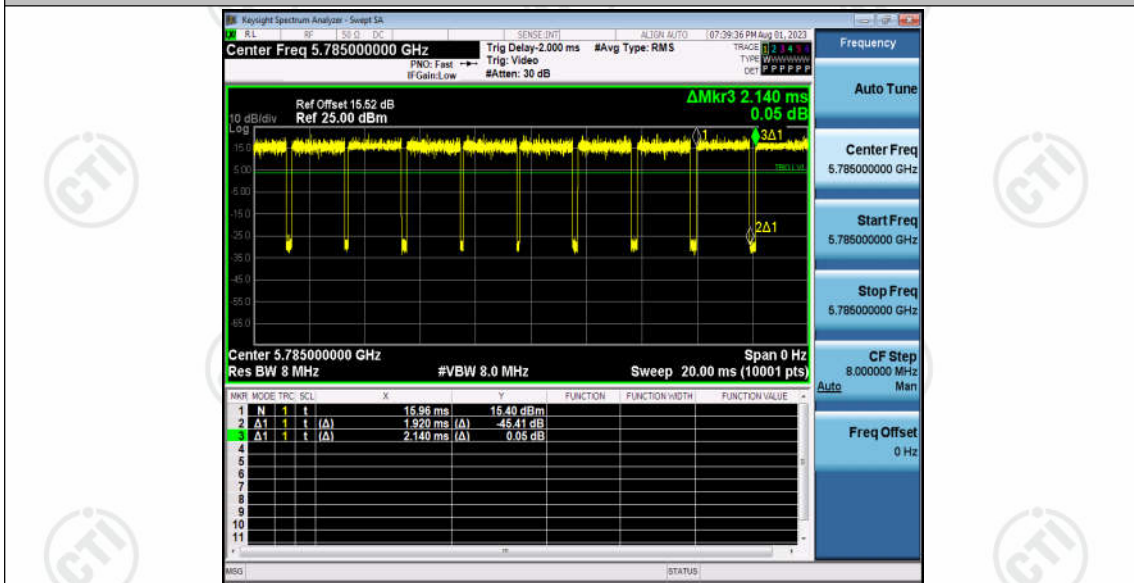 Keysight Spectrum Analyzer - Swept SA
RL RF 50 Ω DC SENSE:INT ALIGN AUTO 07:39:36 PM Aug 01, 2023
Center Freq 5.785000000 GHz
PNO: Fast
IFGain:Low
Trig Delay-2.000 ms
Trig: Video
#Atten: 30 dB
#Avg Type: RMS
TRACE 1 2 3 4 5 6
TYPE WWWWWW
DET P P P P P P
ΔMkr3 2.140 ms
0.05 dB
Ref Offset 15.52 dB
10 dB/div Ref 25.00 dBm
Log
15.0
5.00
-5.00
-15.0
-25.0
-35.0
-45.0
-55.0
-65.0
1
3Δ1
TRIG LVL
2Δ1
Center 5.785000000 GHz Span 0 Hz
Res BW 8 MHz #VBW 8.0 MHz Sweep 20.00 ms (10001 pts)
MKR MODE TRC SCL X Y FUNCTION FUNCTION WIDTH FUNCTION VALUE
1 N 1 t 15.96 ms 15.40 dBm
2 Δ1 1 t (Δ) 1.920 ms (Δ) -45.41 dB
3 Δ1 1 t (Δ) 2.140 ms (Δ) 0.05 dB
4
5
6
7
8
9
10
11
MSG STATUS
Frequency
Auto Tune
Center Freq
5.785000000 GHz
Start Freq
5.785000000 GHz
Stop Freq
5.785000000 GHz
CF Step
8.000000 MHz
Auto Man
Freq Offset
0 Hz
CTI
CTI
CTI
CTI